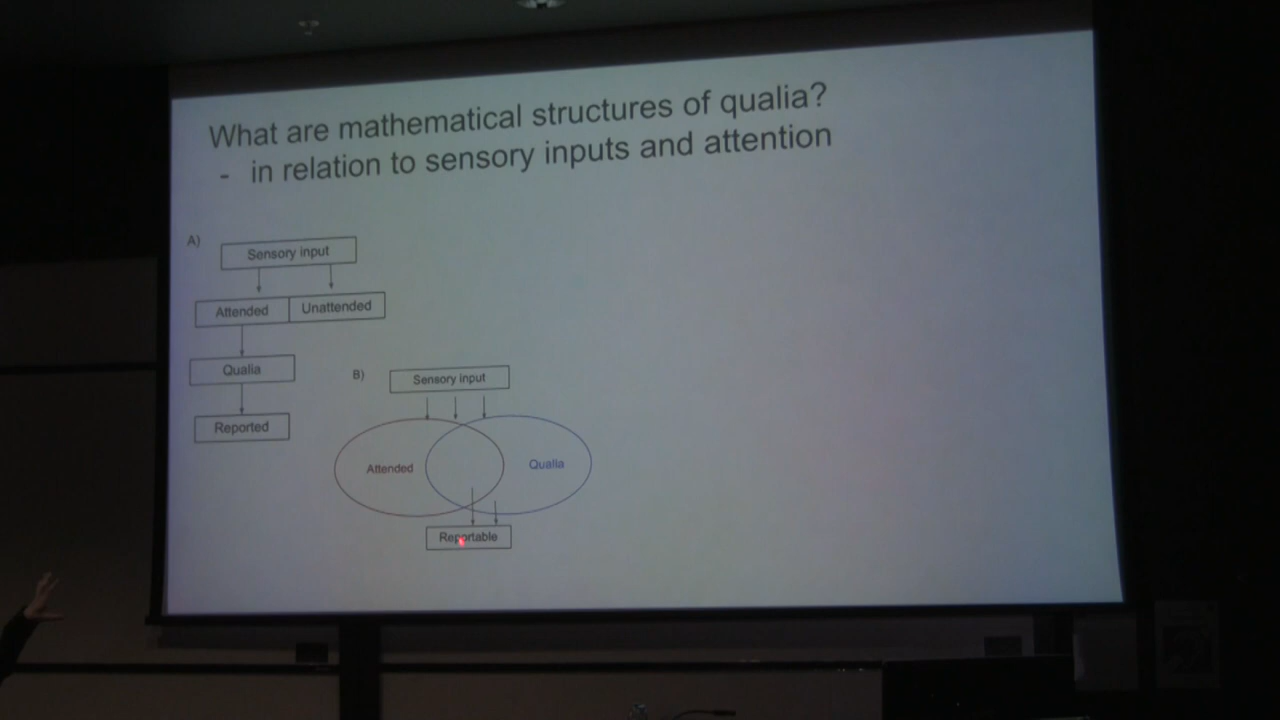 What are mathematical structures of qualia?
- in relation to sensory inputs and attention
A)
Sensory input
Attended
Unattended
Qualia
Reported
B)
Sensory input
Attended
Qualia
Reportable